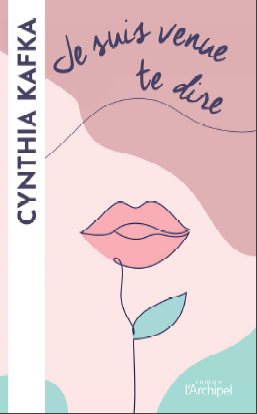 CYNTHIA KAFKA
Je suis venue
te dire
roman
l'Archipel